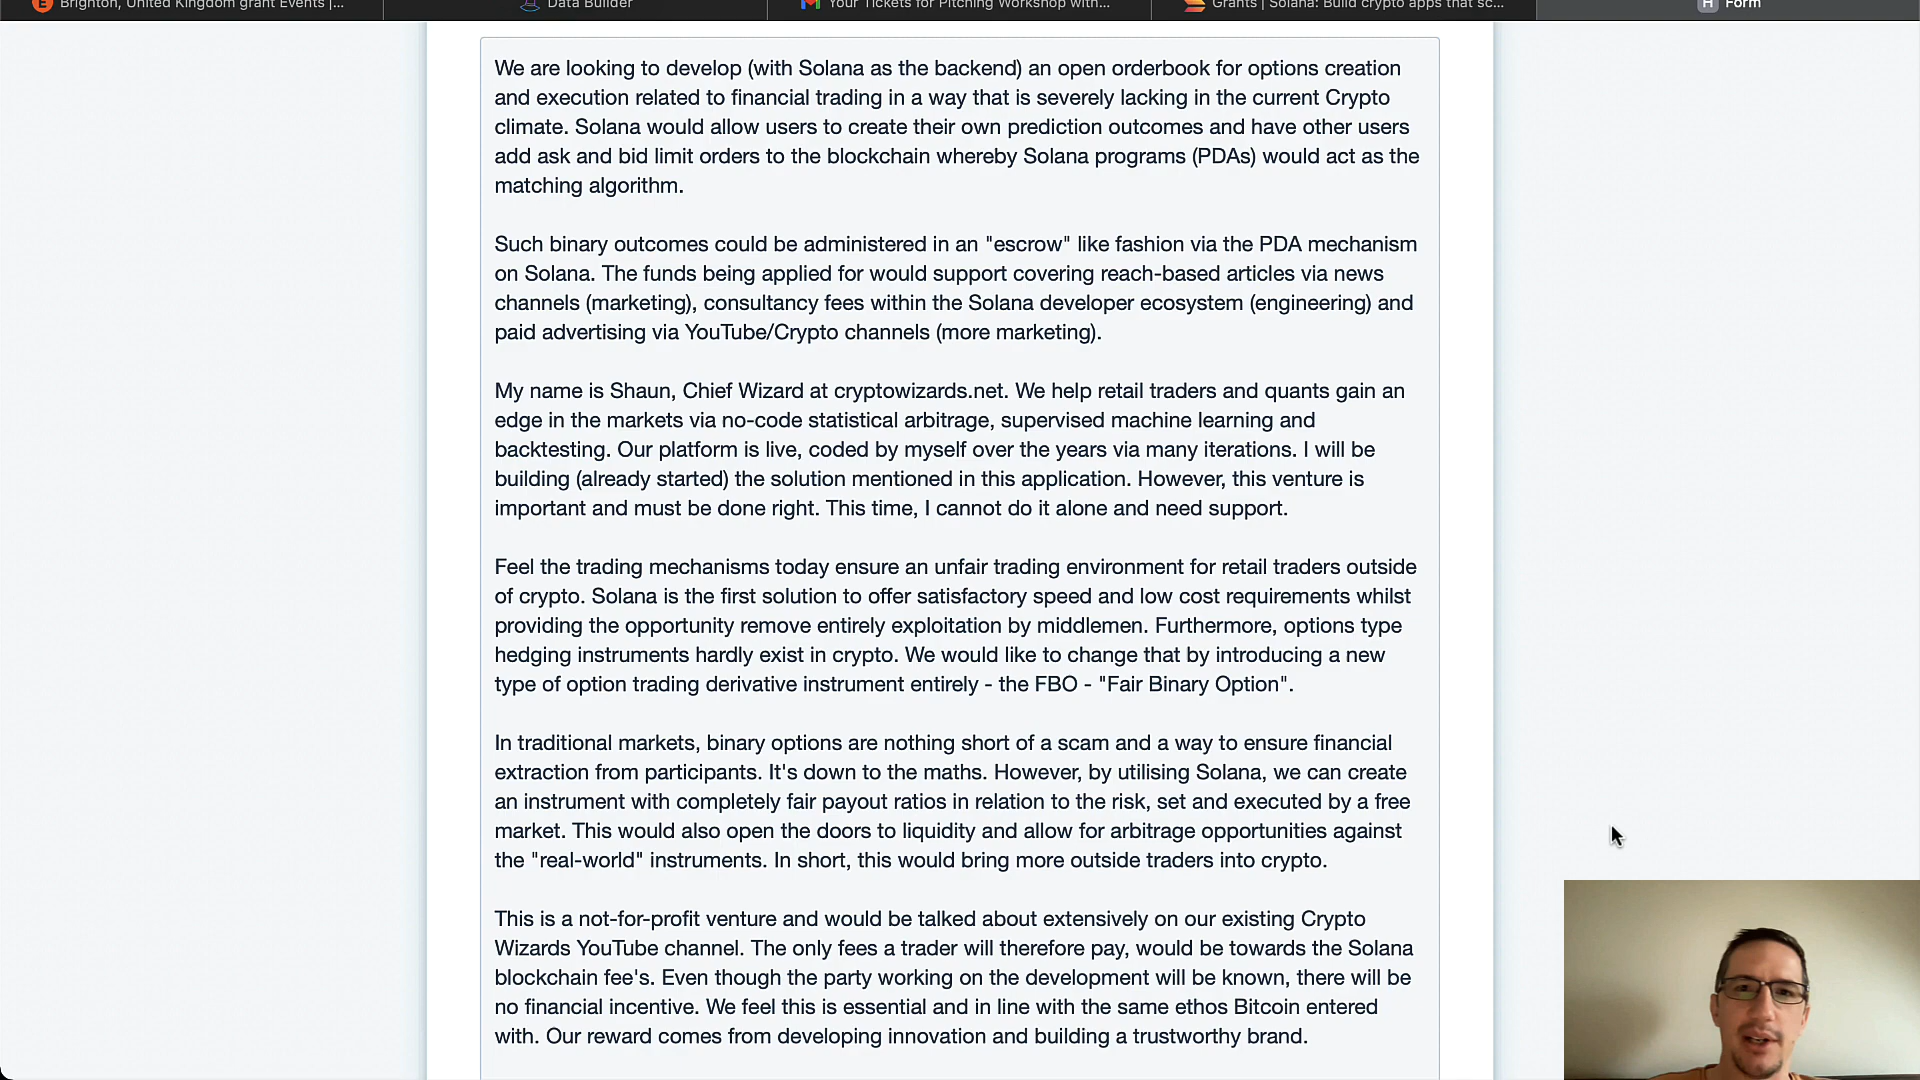 Brighton, United Kingdom grant Events |...
Data Builder
Your Tickets for Pitching Workshop with...
Grants | Solana: Build crypto apps that sc...
H Form
We are looking to develop (with Solana as the backend) an open orderbook for options creation
and execution related to financial trading in a way that is severely lacking in the current Crypto
climate. Solana would allow users to create their own prediction outcomes and have other users
add ask and bid limit orders to the blockchain whereby Solana programs (PDAs) would act as the
matching algorithm.
Such binary outcomes could be administered in an "escrow" like fashion via the PDA mechanism
on Solana. The funds being applied for would support covering reach-based articles via news
channels (marketing), consultancy fees within the Solana developer ecosystem (engineering) and
paid advertising via YouTube/Crypto channels (more marketing).
My name is Shaun, Chief Wizard at cryptowizards.net. We help retail traders and quants gain an
edge in the markets via no-code statistical arbitrage, supervised machine learning and
backtesting. Our platform is live, coded by myself over the years via many iterations. I will be
building (already started) the solution mentioned in this application. However, this venture is
important and must be done right. This time, I cannot do it alone and need support.
Feel the trading mechanisms today ensure an unfair trading environment for retail traders outside
of crypto. Solana is the first solution to offer satisfactory speed and low cost requirements whilst
providing the opportunity remove entirely exploitation by middlemen. Furthermore, options type
hedging instruments hardly exist in crypto. We would like to change that by introducing a new
type of option trading derivative instrument entirely - the FBO - "Fair Binary Option".
In traditional markets, binary options are nothing short of a scam and a way to ensure financial
extraction from participants. It's down to the maths. However, by utilising Solana, we can create
an instrument with completely fair payout ratios in relation to the risk, set and executed by a free
market. This would also open the doors to liquidity and allow for arbitrage opportunities against
the "real-world" instruments. In short, this would bring more outside traders into crypto.
This is a not-for-profit venture and would be talked about extensively on our existing Crypto
Wizards YouTube channel. The only fees a trader will therefore pay, would be towards the Solana
blockchain fee's. Even though the party working on the development will be known, there will be
no financial incentive. We feel this is essential and in line with the same ethos Bitcoin entered
with. Our reward comes from developing innovation and building a trustworthy brand.